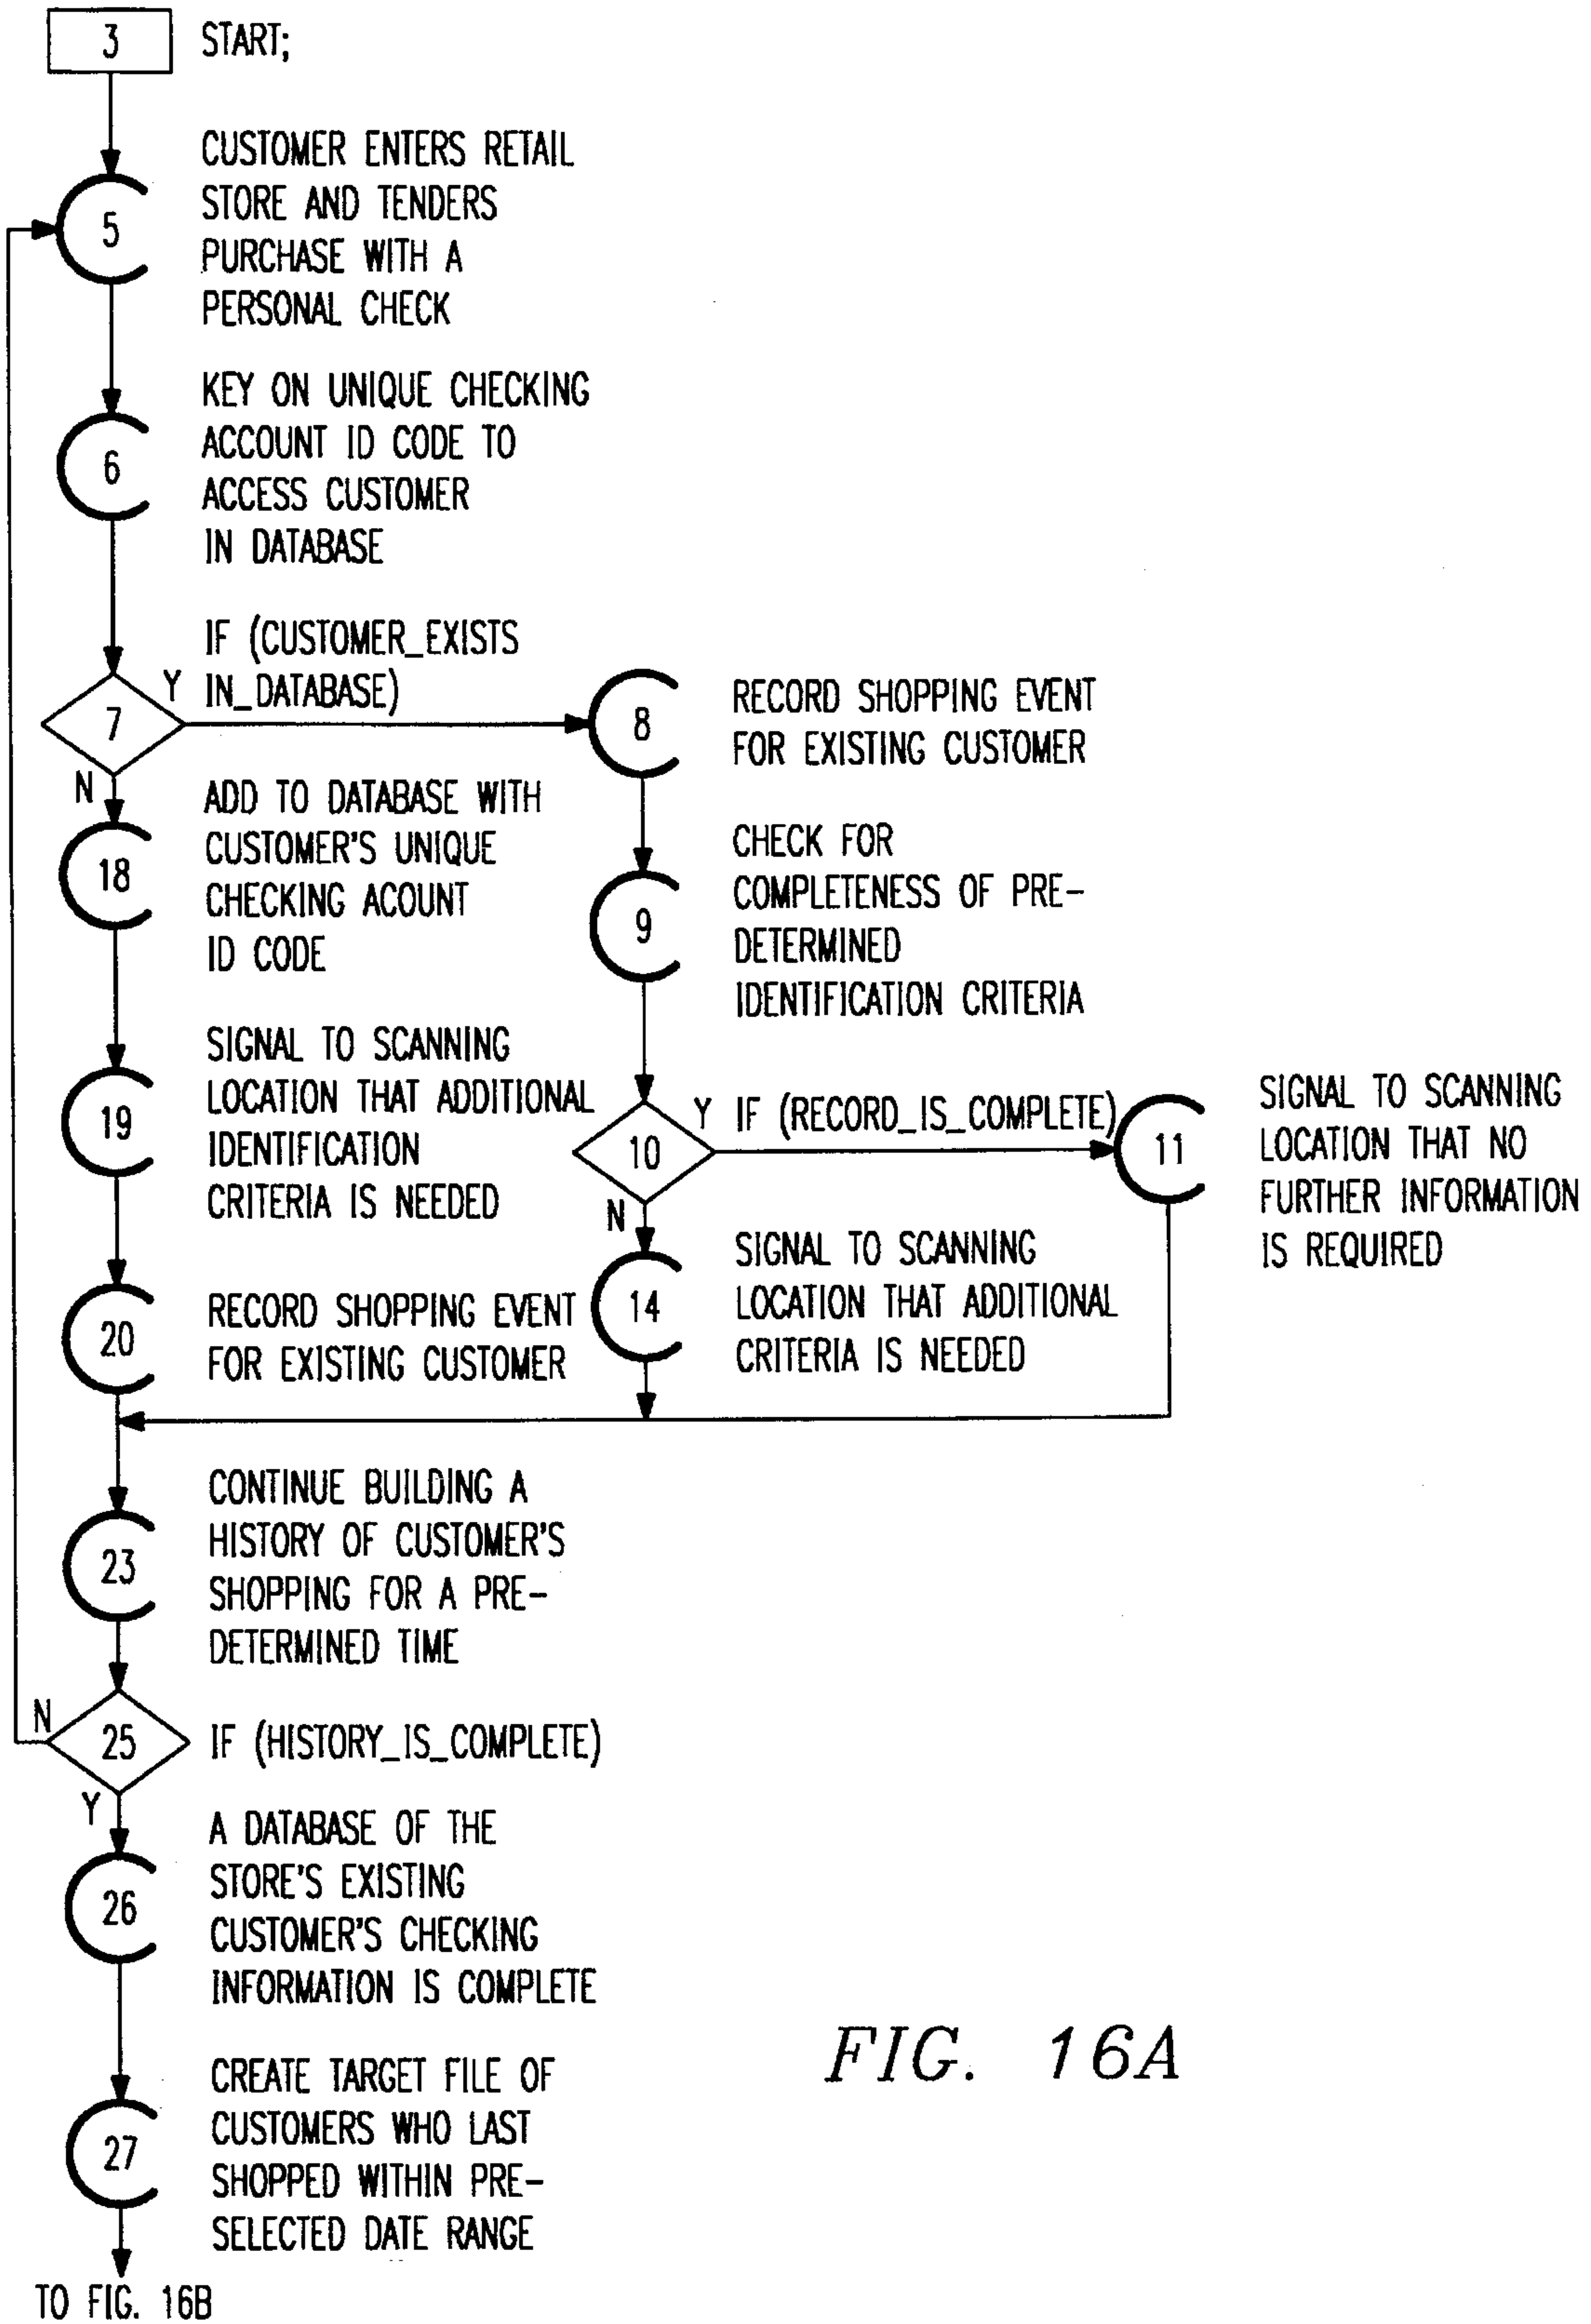 3 START;
CUSTOMER ENTERS RETAIL
STORE AND TENDERS
PURCHASE WITH A
PERSONAL CHECK
5
KEY ON UNIQUE CHECKING
ACCOUNT ID CODE TO
ACCESS CUSTOMER
IN DATABASE
6
IF (CUSTOMER_EXISTS
IN_DATABASE)
Y
7
N
RECORD SHOPPING EVENT
FOR EXISTING CUSTOMER
8
ADD TO DATABASE WITH
CUSTOMER'S UNIQUE
CHECKING ACOUNT
ID CODE
18
CHECK FOR
COMPLETENESS OF PRE-
DETERMINED
IDENTIFICATION CRITERIA
9
SIGNAL TO SCANNING
LOCATION THAT ADDITIONAL
IDENTIFICATION
CRITERIA IS NEEDED
19
Y IF (RECORD_IS_COMPLETE)
10
N
11
SIGNAL TO SCANNING
LOCATION THAT NO
FURTHER INFORMATION
IS REQUIRED
RECORD SHOPPING EVENT
FOR EXISTING CUSTOMER
20
SIGNAL TO SCANNING
LOCATION THAT ADDITIONAL
CRITERIA IS NEEDED
14
CONTINUE BUILDING A
HISTORY OF CUSTOMER'S
SHOPPING FOR A PRE-
DETERMINED TIME
23
N
25 IF (HISTORY_IS_COMPLETE)
Y
A DATABASE OF THE
STORE'S EXISTING
CUSTOMER'S CHECKING
INFORMATION IS COMPLETE
26
CREATE TARGET FILE OF
CUSTOMERS WHO LAST
SHOPPED WITHIN PRE-
SELECTED DATE RANGE
27
TO FIG. 16B
FIG. 16A